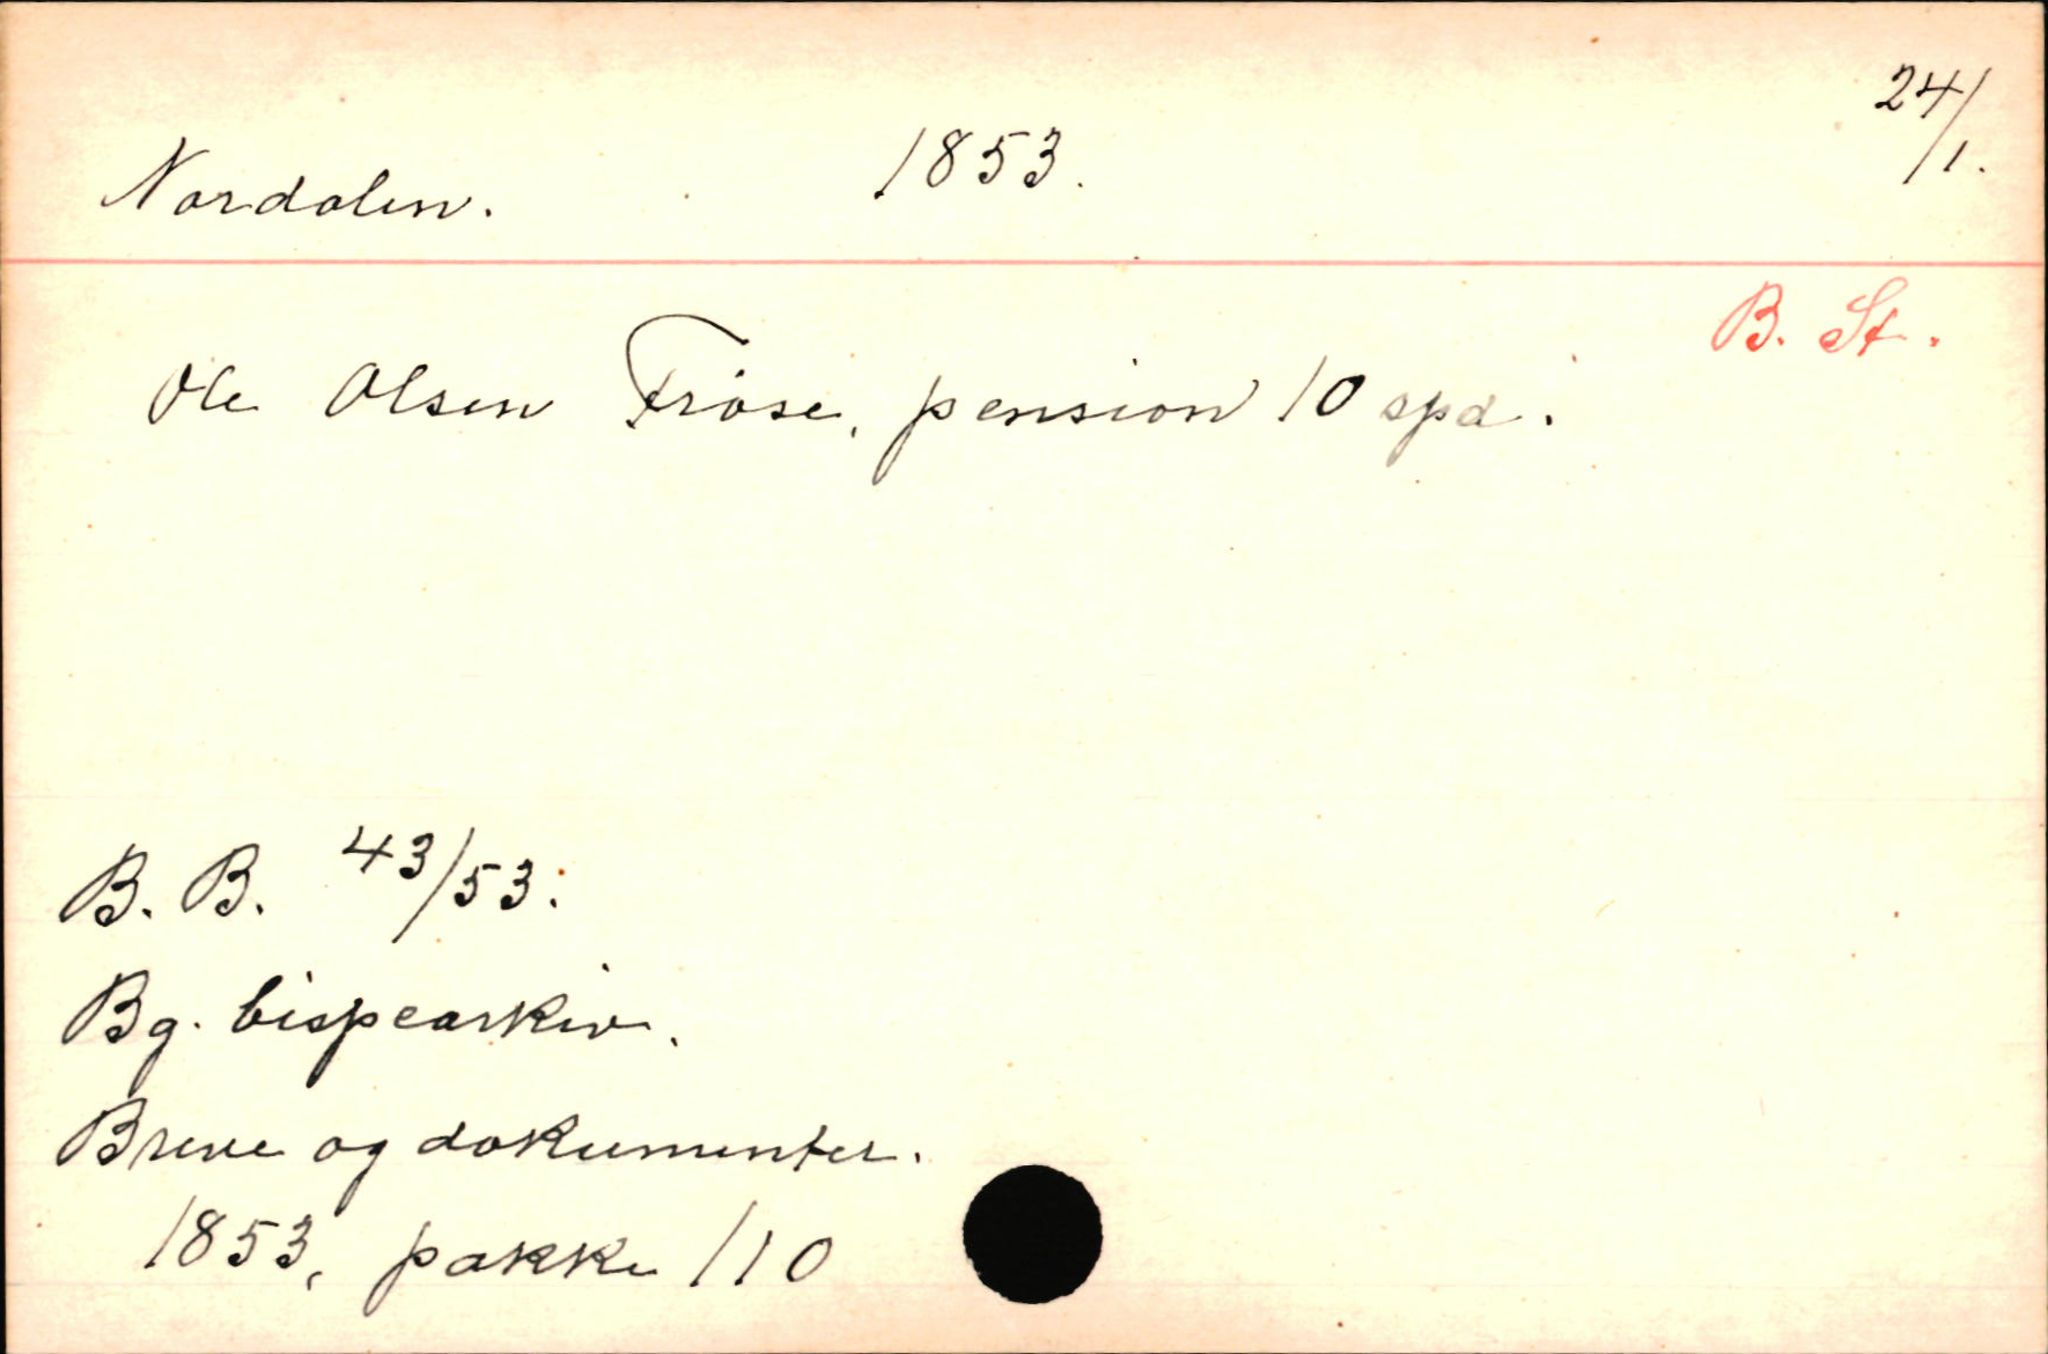 Nordalen. 1853. 24/1.
B. St.
Ole Olsen Fröse, pension 10 spd.
B. B. 43/53.
Bg. bispearkiv.
Breve og dokumenter.
1853, pakke 110